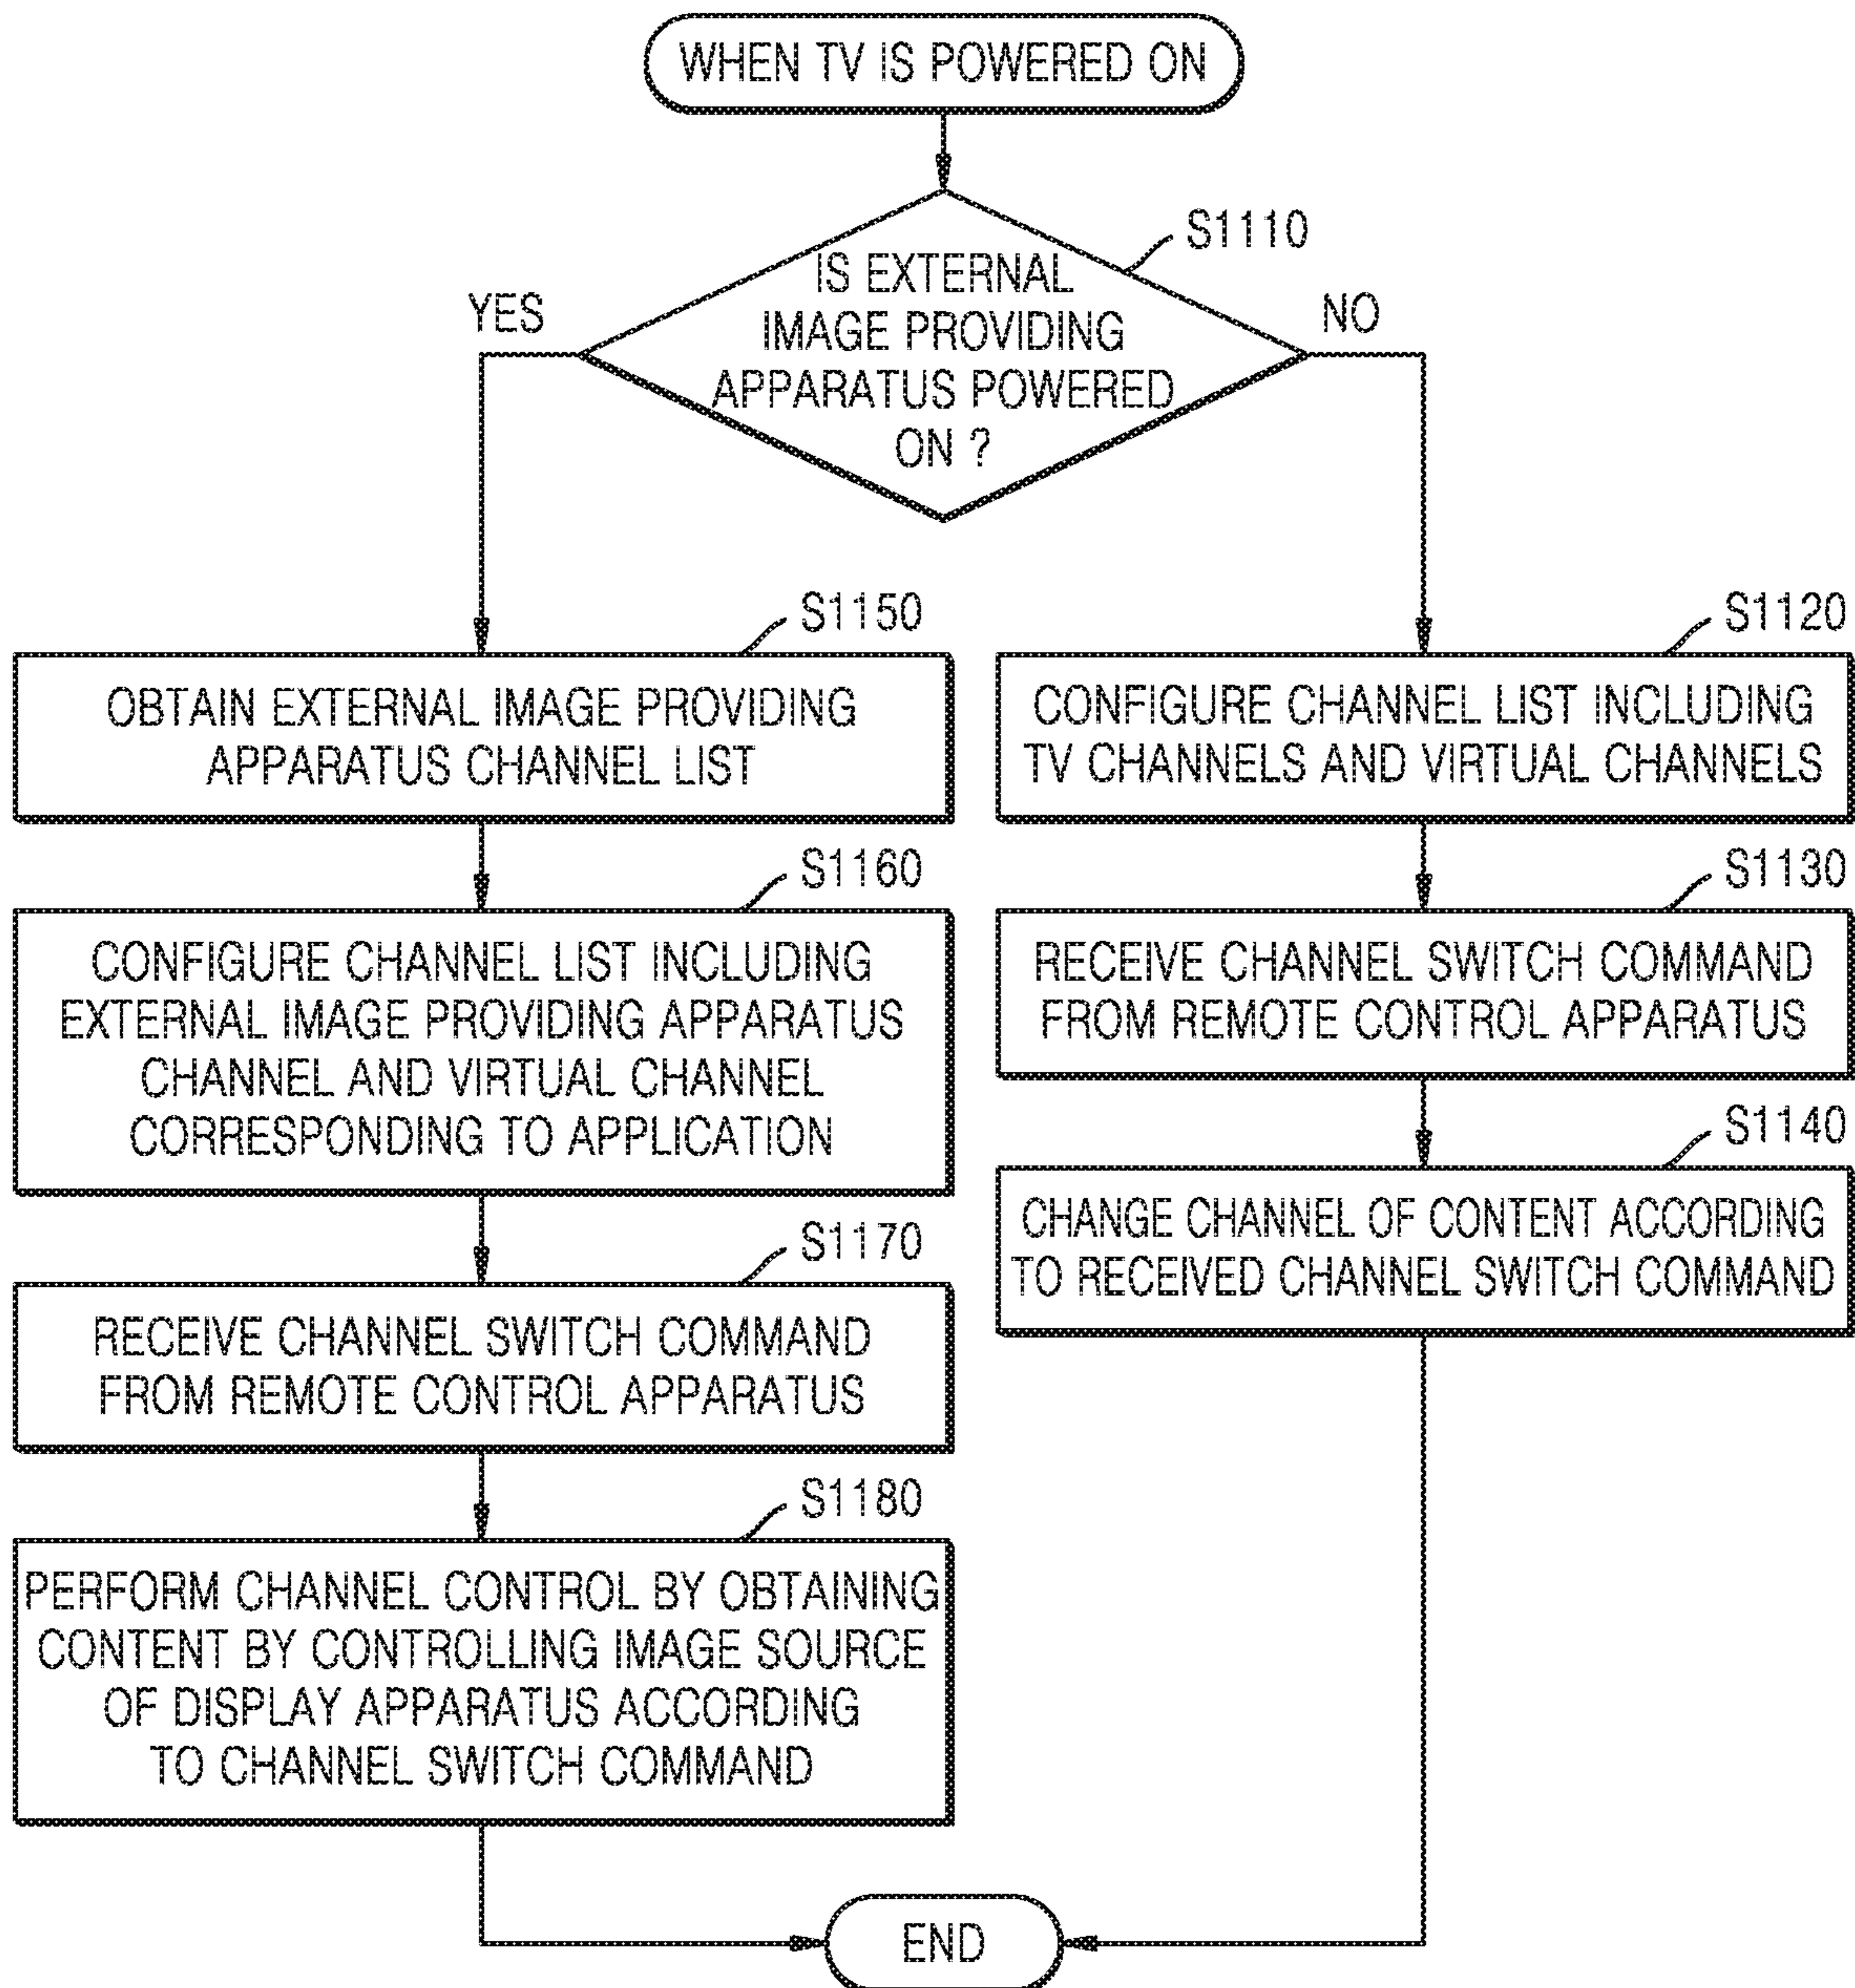 WHEN TV IS POWERED ON
S1110
IS EXTERNAL
IMAGE PROVIDING
APPARATUS POWERED
ON ?
YES
NO
S1150
OBTAIN EXTERNAL IMAGE PROVIDING
APPARATUS CHANNEL LIST
S1160
CONFIGURE CHANNEL LIST INCLUDING
EXTERNAL IMAGE PROVIDING APPARATUS
CHANNEL AND VIRTUAL CHANNEL
CORRESPONDING TO APPLICATION
S1170
RECEIVE CHANNEL SWITCH COMMAND
FROM REMOTE CONTROL APPARATUS
S1180
PERFORM CHANNEL CONTROL BY OBTAINING
CONTENT BY CONTROLLING IMAGE SOURCE
OF DISPLAY APPARATUS ACCORDING
TO CHANNEL SWITCH COMMAND
S1120
CONFIGURE CHANNEL LIST INCLUDING
TV CHANNELS AND VIRTUAL CHANNELS
S1130
RECEIVE CHANNEL SWITCH COMMAND
FROM REMOTE CONTROL APPARATUS
S1140
CHANGE CHANNEL OF CONTENT ACCORDING
TO RECEIVED CHANNEL SWITCH COMMAND
END